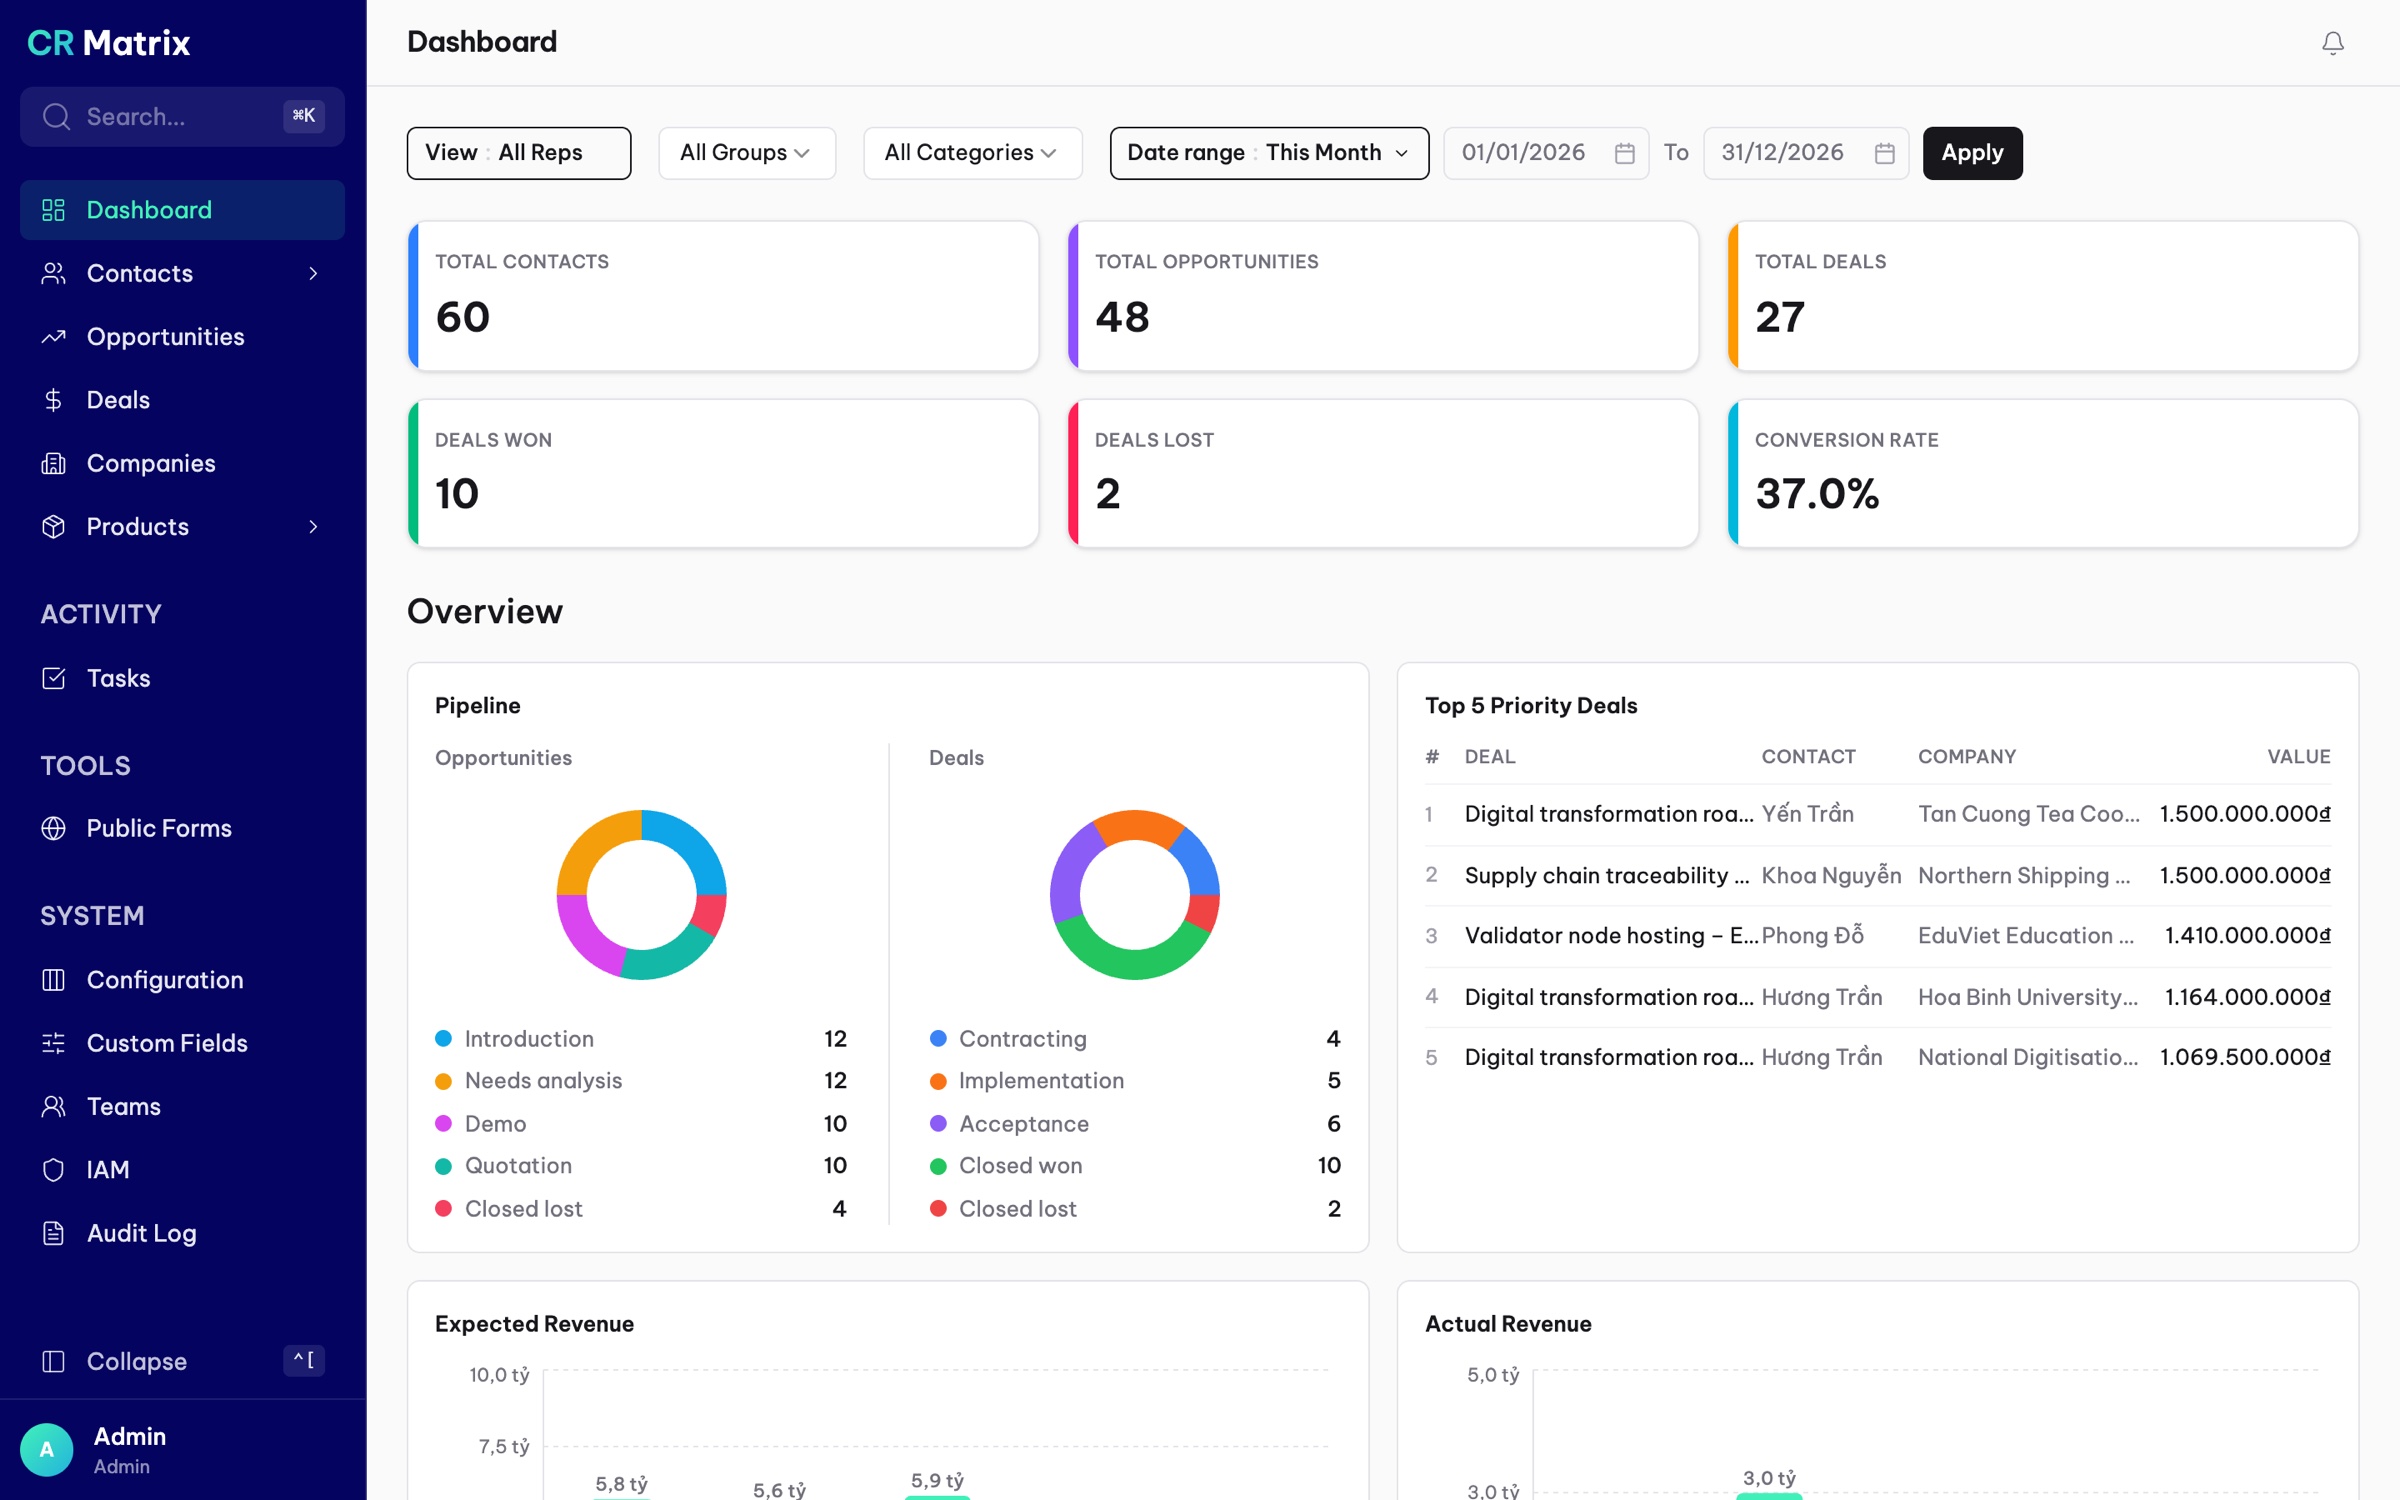 CR Matrix
Search...
⌘K
Dashboard
Contacts
Opportunities
Deals
Companies
Products
ACTIVITY
Tasks
TOOLS
Public Forms
SYSTEM
Configuration
Custom Fields
Teams
IAM
Audit Log
Collapse
^[
A
Admin
Admin
Dashboard
View : All Reps
All Groups
All Categories
Date range : This Month
01/01/2026
To
31/12/2026
Apply
TOTAL CONTACTS
60
TOTAL OPPORTUNITIES
48
TOTAL DEALS
27
DEALS WON
10
DEALS LOST
2
CONVERSION RATE
37.0%
Overview
Pipeline
Opportunities
Introduction 12
Needs analysis 12
Demo 10
Quotation 10
Closed lost 4
Deals
Contracting 4
Implementation 5
Acceptance 6
Closed won 10
Closed lost 2
Top 5 Priority Deals
# DEAL CONTACT COMPANY VALUE
1 Digital transformation roa... Yến Trần Tan Cuong Tea Coo... 1.500.000.000₫
2 Supply chain traceability ... Khoa Nguyễn Northern Shipping ... 1.500.000.000₫
3 Validator node hosting – E... Phong Đỗ EduViet Education ... 1.410.000.000₫
4 Digital transformation roa... Hương Trần Hoa Binh University... 1.164.000.000₫
5 Digital transformation roa... Hương Trần National Digitisatio... 1.069.500.000₫
Expected Revenue
10,0 tỷ
7,5 tỷ
5,8 tỷ
5,6 tỷ
5,9 tỷ
Actual Revenue
5,0 tỷ
3,0 tỷ
3,0 tỷ